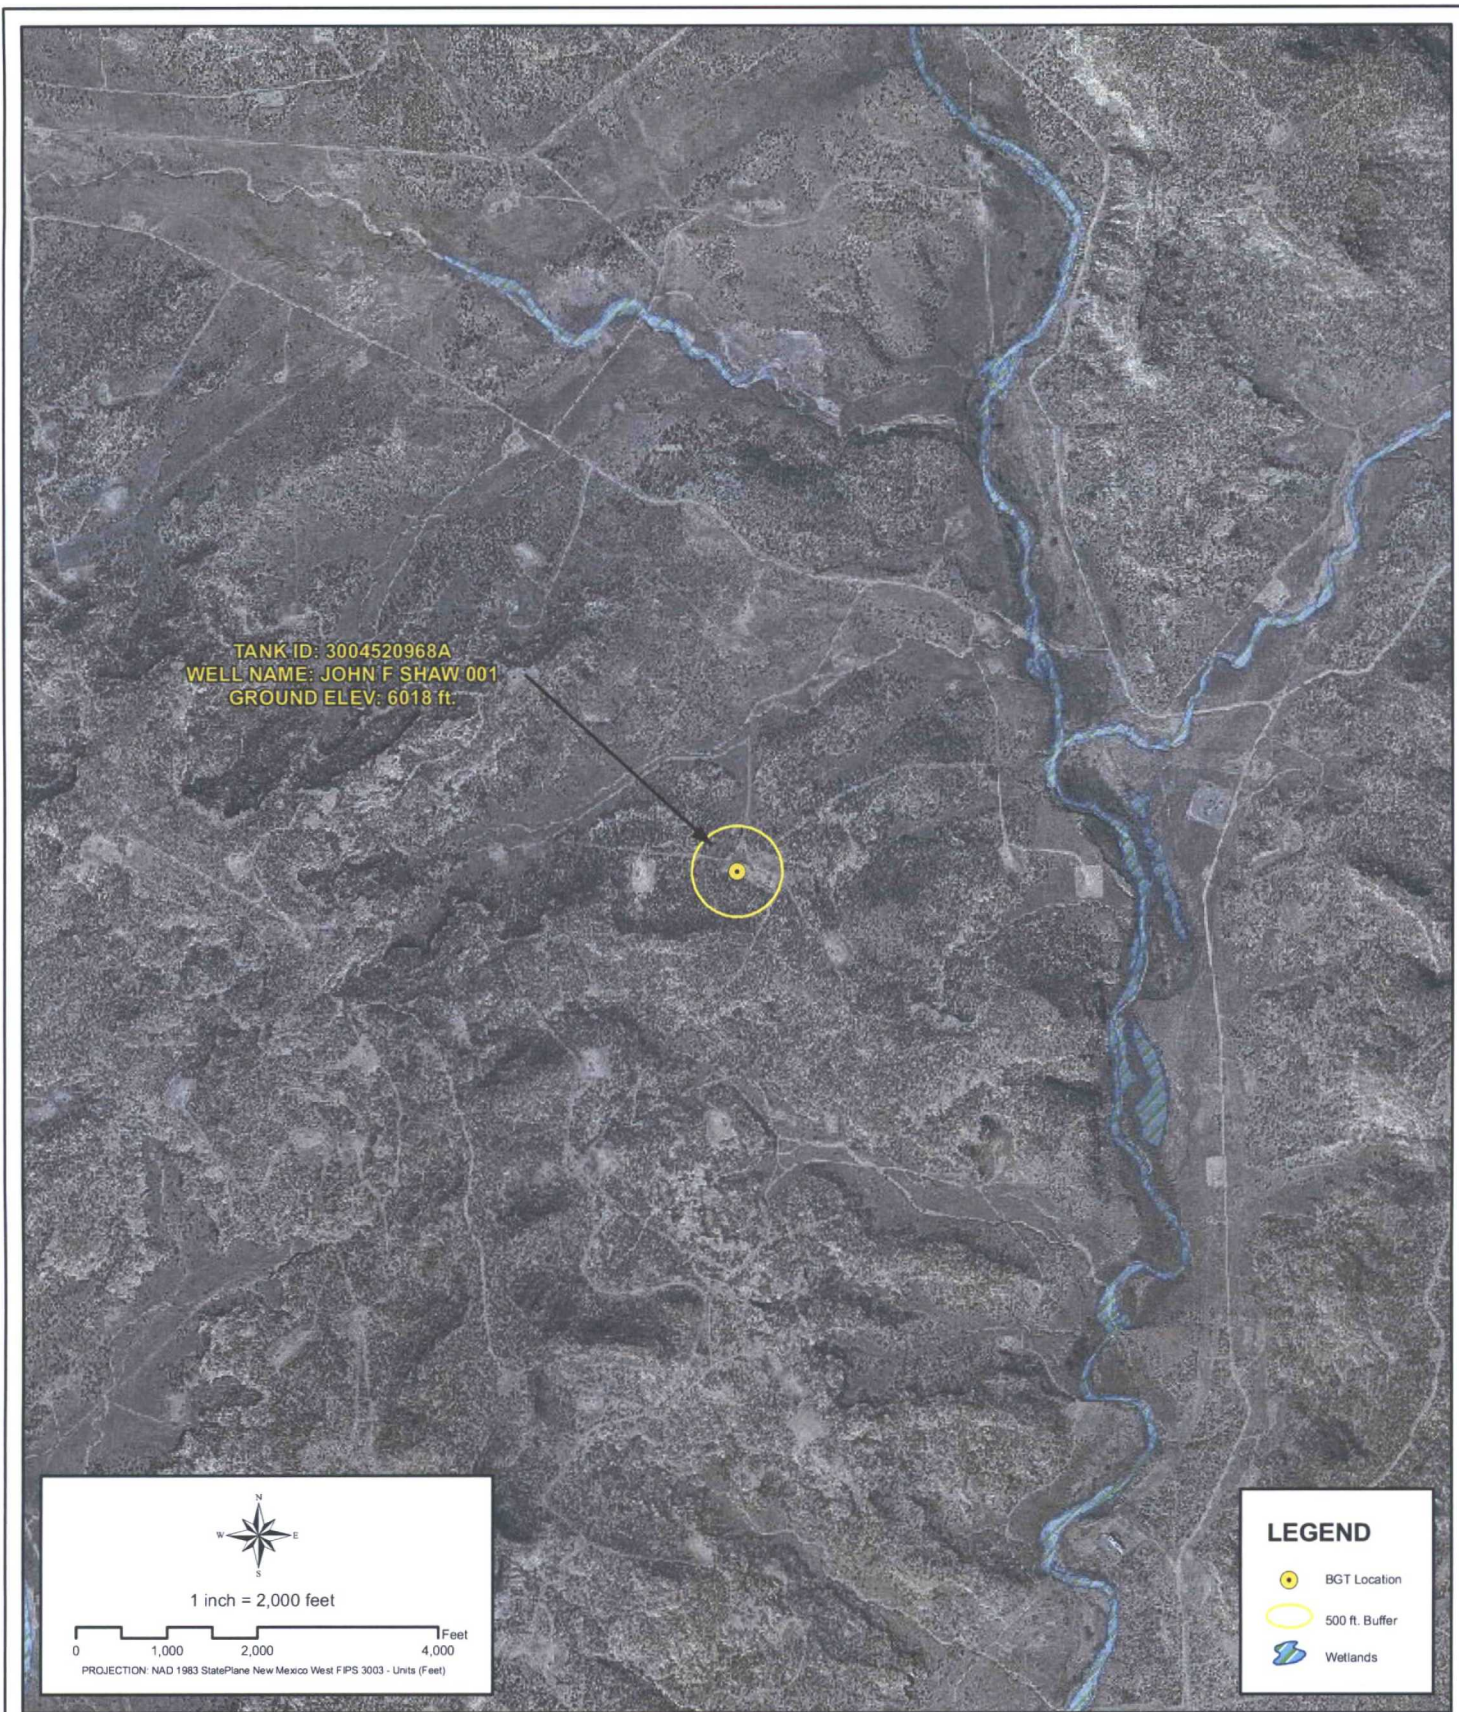 TANK ID: 3004520968A
WELL NAME: JOHN F SHAW 001
GROUND ELEV: 6018 ft.
N
W E
S
1 inch = 2,000 feet
Feet
0 1,000 2,000 4,000
PROJECTION: NAD 1983 StatePlane New Mexico West FIPS 3003 - Units (Feet)
LEGEND
BGT Location
500 ft. Buffer
Wetlands